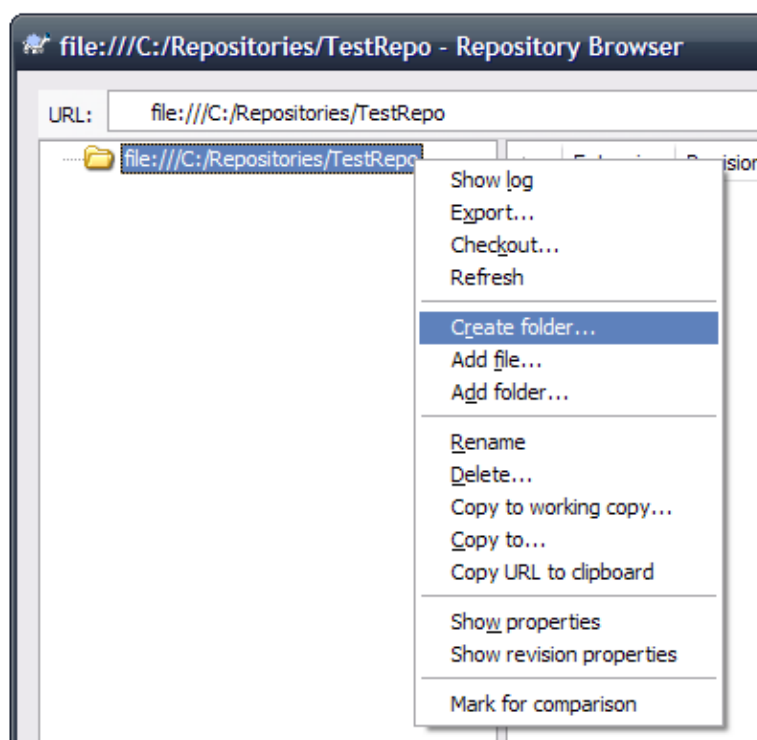 file:///C:/Repositories/TestRepo - Repository Browser
URL: file:///C:/Repositories/TestRepo
file:///C:/Repositories/TestRepo
Show log
Export...
Checkout...
Refresh
Create folder...
Add file...
Add folder...
Rename
Delete...
Copy to working copy...
Copy to...
Copy URL to clipboard
Show properties
Show revision properties
Mark for comparison